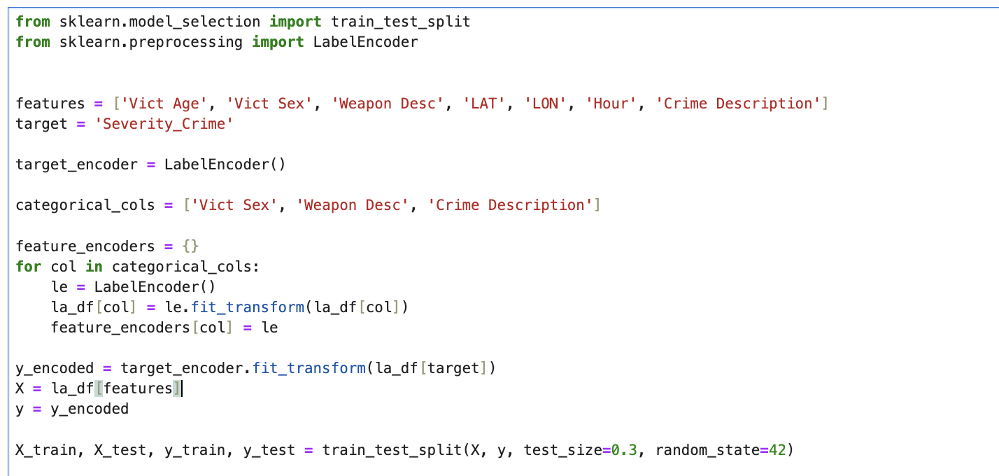 from sklearn.model_selection import train_test_split
from sklearn.preprocessing import LabelEncoder
features = ['Vict Age', 'Vict Sex', 'Weapon Desc', 'LAT', 'LON', 'Hour', 'Crime Description']
target = 'Severity_Crime'
target_encoder = LabelEncoder()
categorical_cols = ['Vict Sex', 'Weapon Desc', 'Crime Description']
feature_encoders = {}
for col in categorical_cols:
    le = LabelEncoder()
    la_df[col] = le.fit_transform(la_df[col])
    feature_encoders[col] = le
y_encoded = target_encoder.fit_transform(la_df[target])
X = la_df[features]
y = y_encoded
X_train, X_test, y_train, y_test = train_test_split(X, y, test_size=0.3, random_state=42)